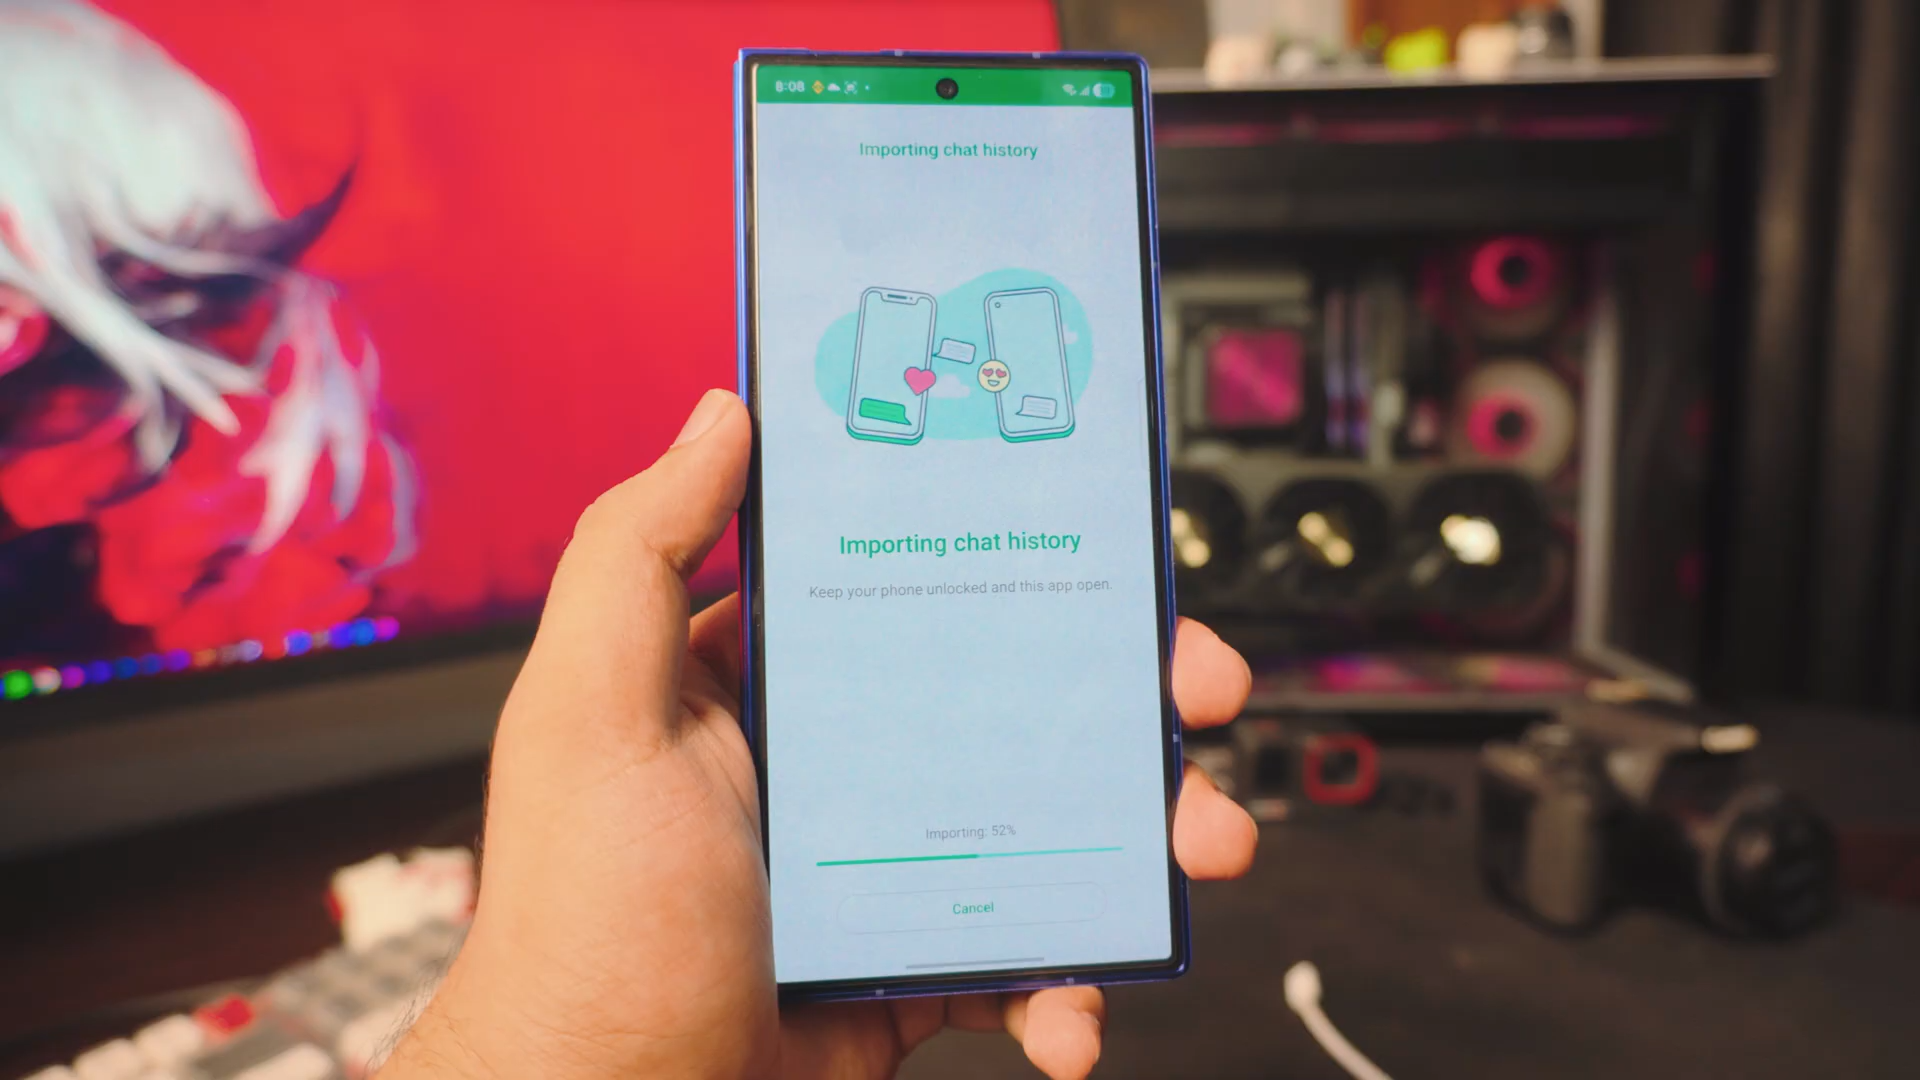 8:08
Importing chat history
Importing chat history
Keep your phone unlocked and this app open.
Importing: 52%
Cancel